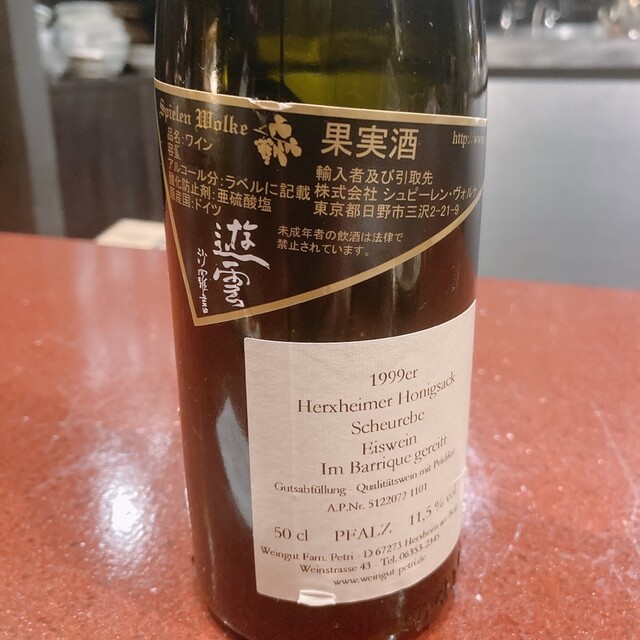 Spielen Wolke
果実酒
http://www
品名:ワイン
容量
アルコール分:ラベルに記載
酸化防止剤:亜硫酸塩
原産国:ドイツ
輸入者及び引取先
株式会社 シュピーレン・ヴォルケ
東京都日野市三沢2-21-9
未成年者の飲酒は法律で
禁止されています。
遊雲
1999er
Herxheimer Honigsack
Scheurebe
Eiswein
Im Barrique gereift
Gutsabfüllung - Qualitätswein mit Prädikat
A.P.Nr. 5122072 1101
50 cl PFALZ 11,5 % vol
Weingut Fam. Petri - D 67273 Herxheim am Berg
Weinstrasse 43 - Tel. 06353-2345
www.weingut-petri.de